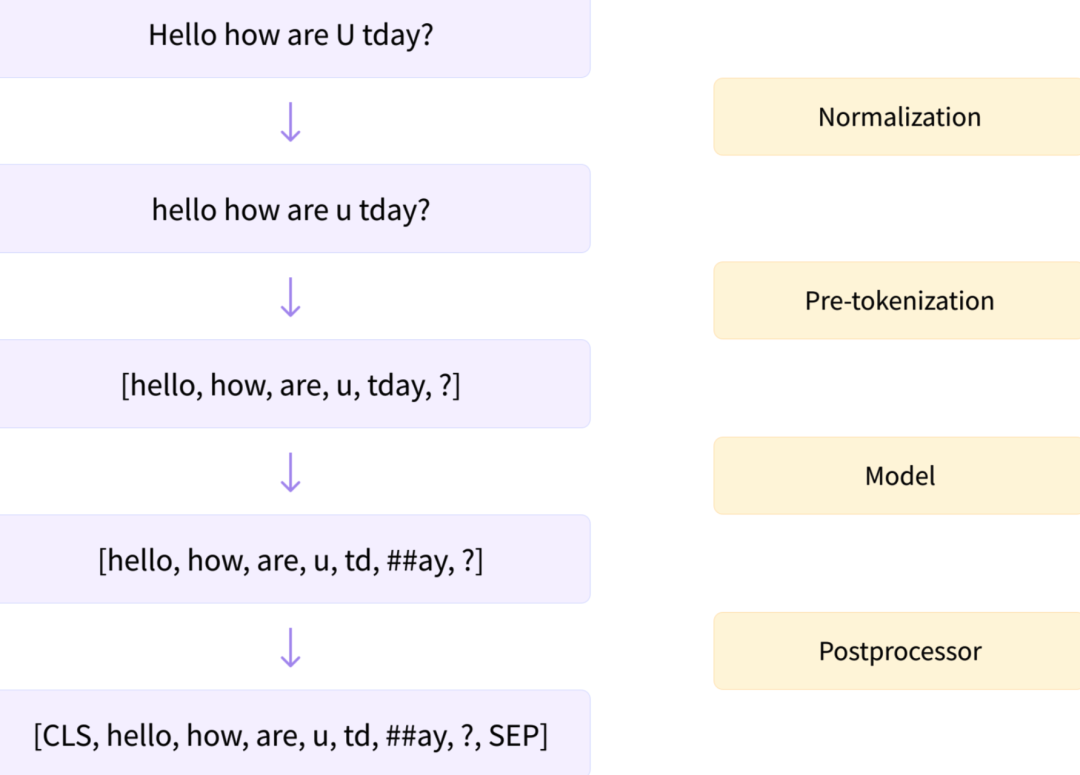 Hello how are U tday?
Normalization
hello how are u tday?
Pre-tokenization
[hello, how, are, u, tday, ?]
Model
[hello, how, are, u, td, ##ay, ?]
Postprocessor
[CLS, hello, how, are, u, td, ##ay, ?, SEP]